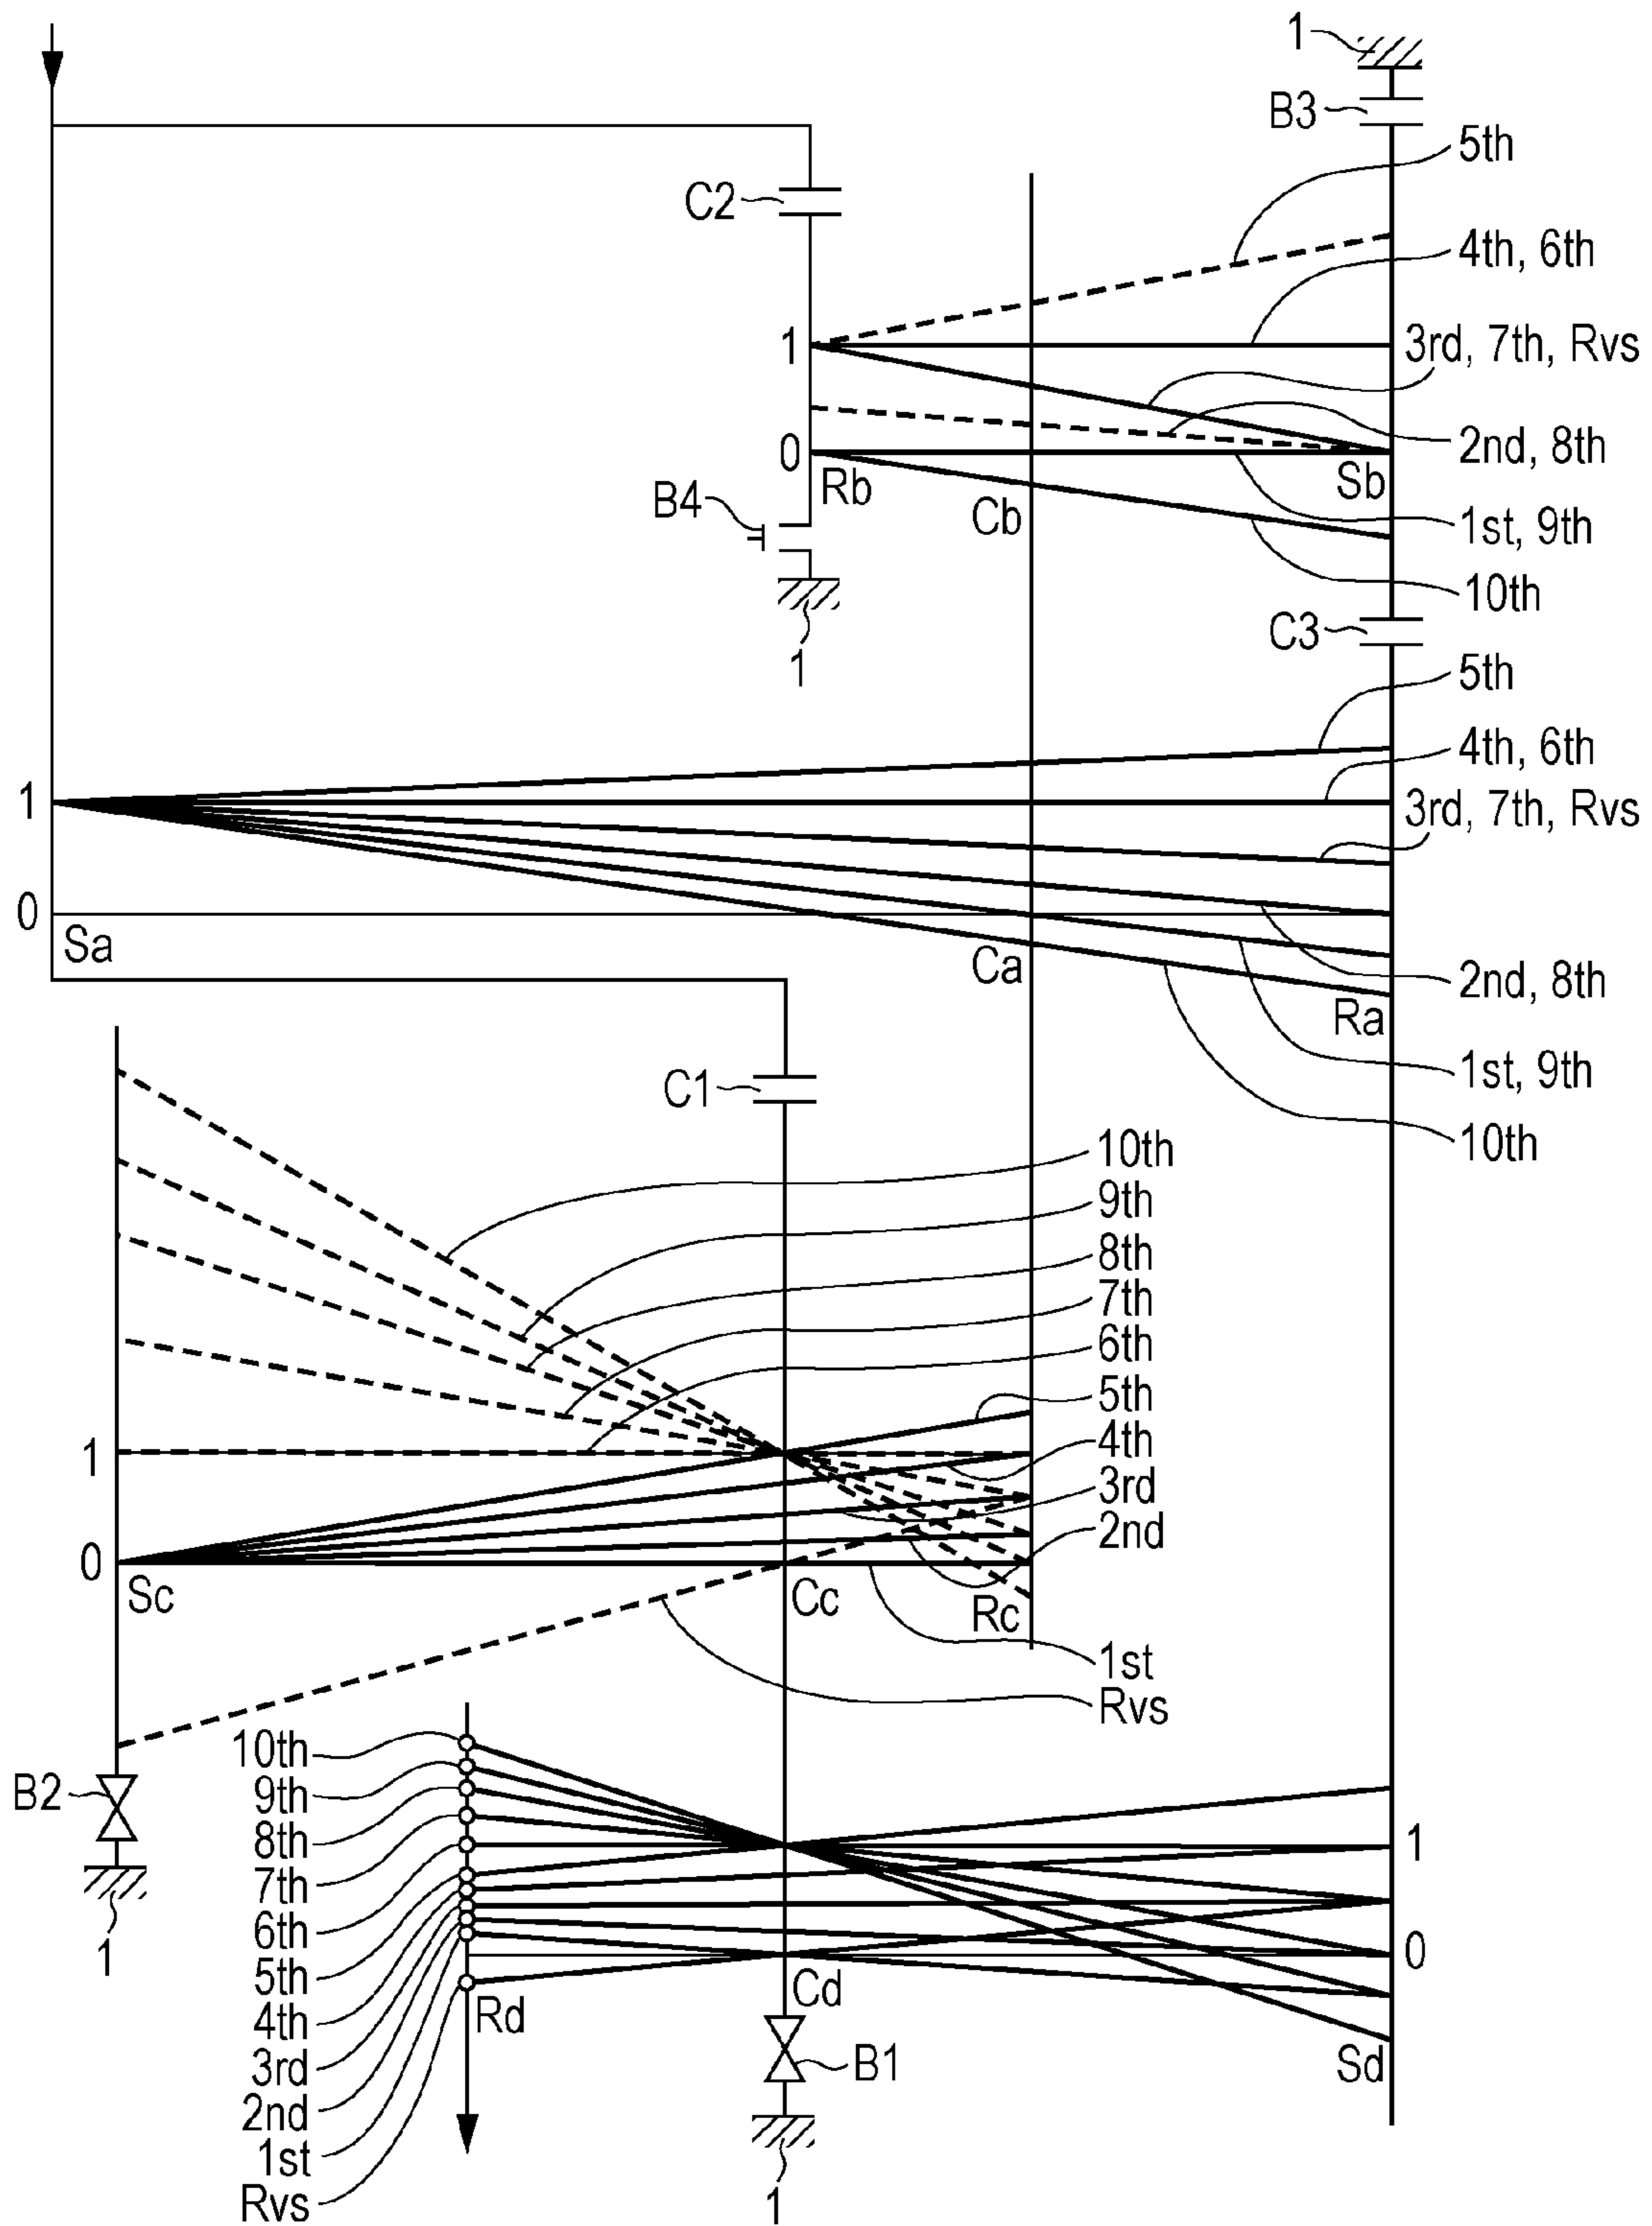 1
B3
5th
C2
4th, 6th
1
3rd, 7th, Rvs
0
Rb
Cb
Sb
2nd, 8th
B4
1st, 9th
10th
1
C3
5th
4th, 6th
1
3rd, 7th, Rvs
0
Sa
Ca
Ra
2nd, 8th
1st, 9th
10th
C1
10th
9th
8th
7th
6th
5th
4th
3rd
2nd
1
0
Sc
Cc
Rc
1st
Rvs
B2
1
10th
9th
8th
7th
6th
5th
4th
3rd
2nd
1st
Rvs
Rd
Cd
B1
1
1
0
Sd